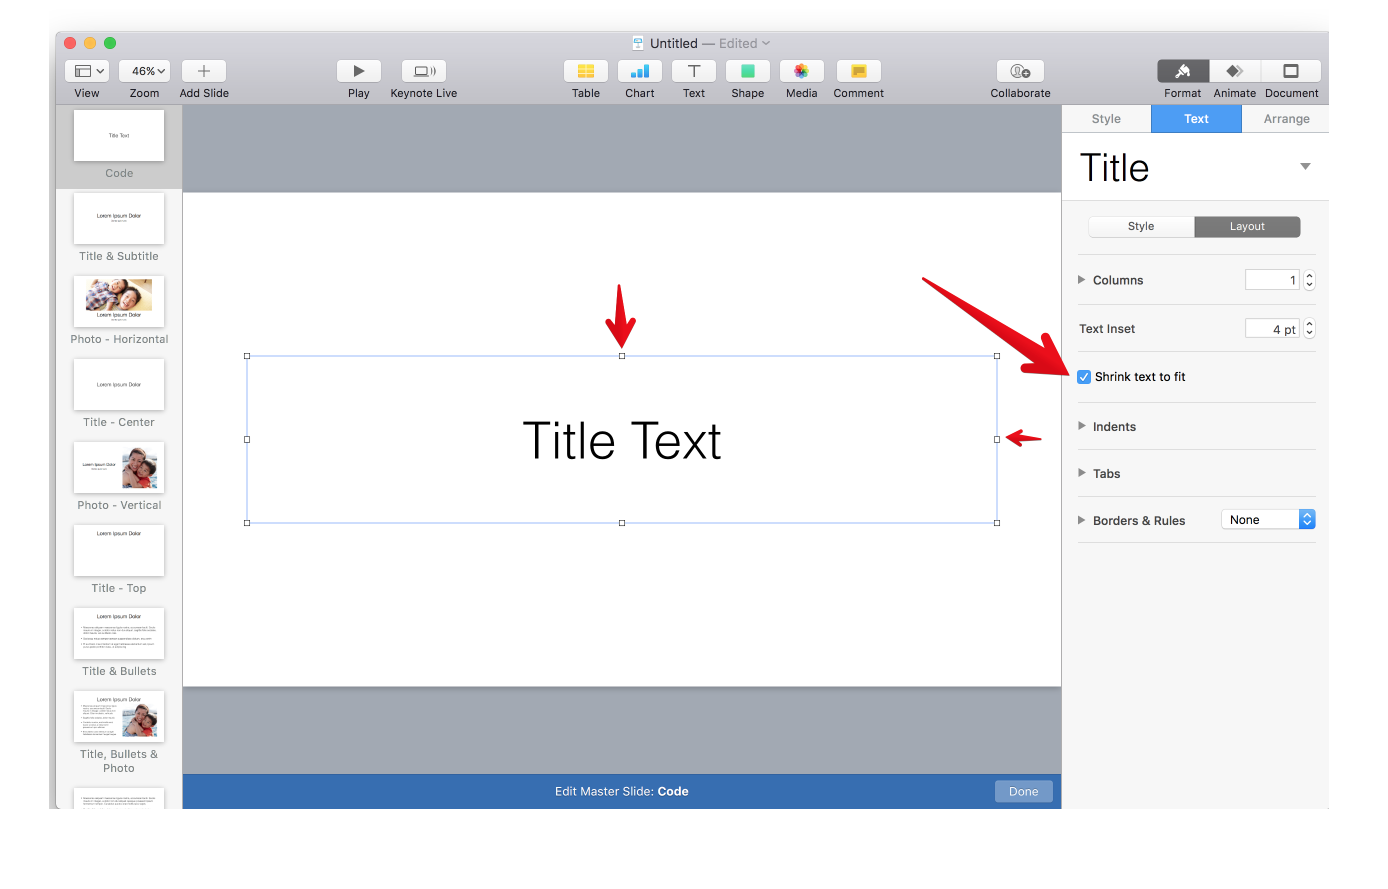 Untitled — Edited
46%
View
Zoom
Add Slide
Play
Keynote Live
Table
Chart
Text
Shape
Media
Comment
Collaborate
Format
Animate
Document
Title Text
Code
Lorem Ipsum Dolor
Title & Subtitle
Lorem Ipsum Dolor
Photo - Horizontal
Lorem Ipsum Dolor
Title - Center
Lorem Ipsum Dolor
Photo - Vertical
Lorem Ipsum Dolor
Title - Top
Lorem Ipsum Dolor
Title & Bullets
Lorem Ipsum Dolor
Title, Bullets &
Photo
Title Text
Edit Master Slide: Code
Done
Style
Text
Arrange
Title
Style
Layout
Columns
1
Text Inset
4 pt
Shrink text to fit
Indents
Tabs
Borders & Rules
None